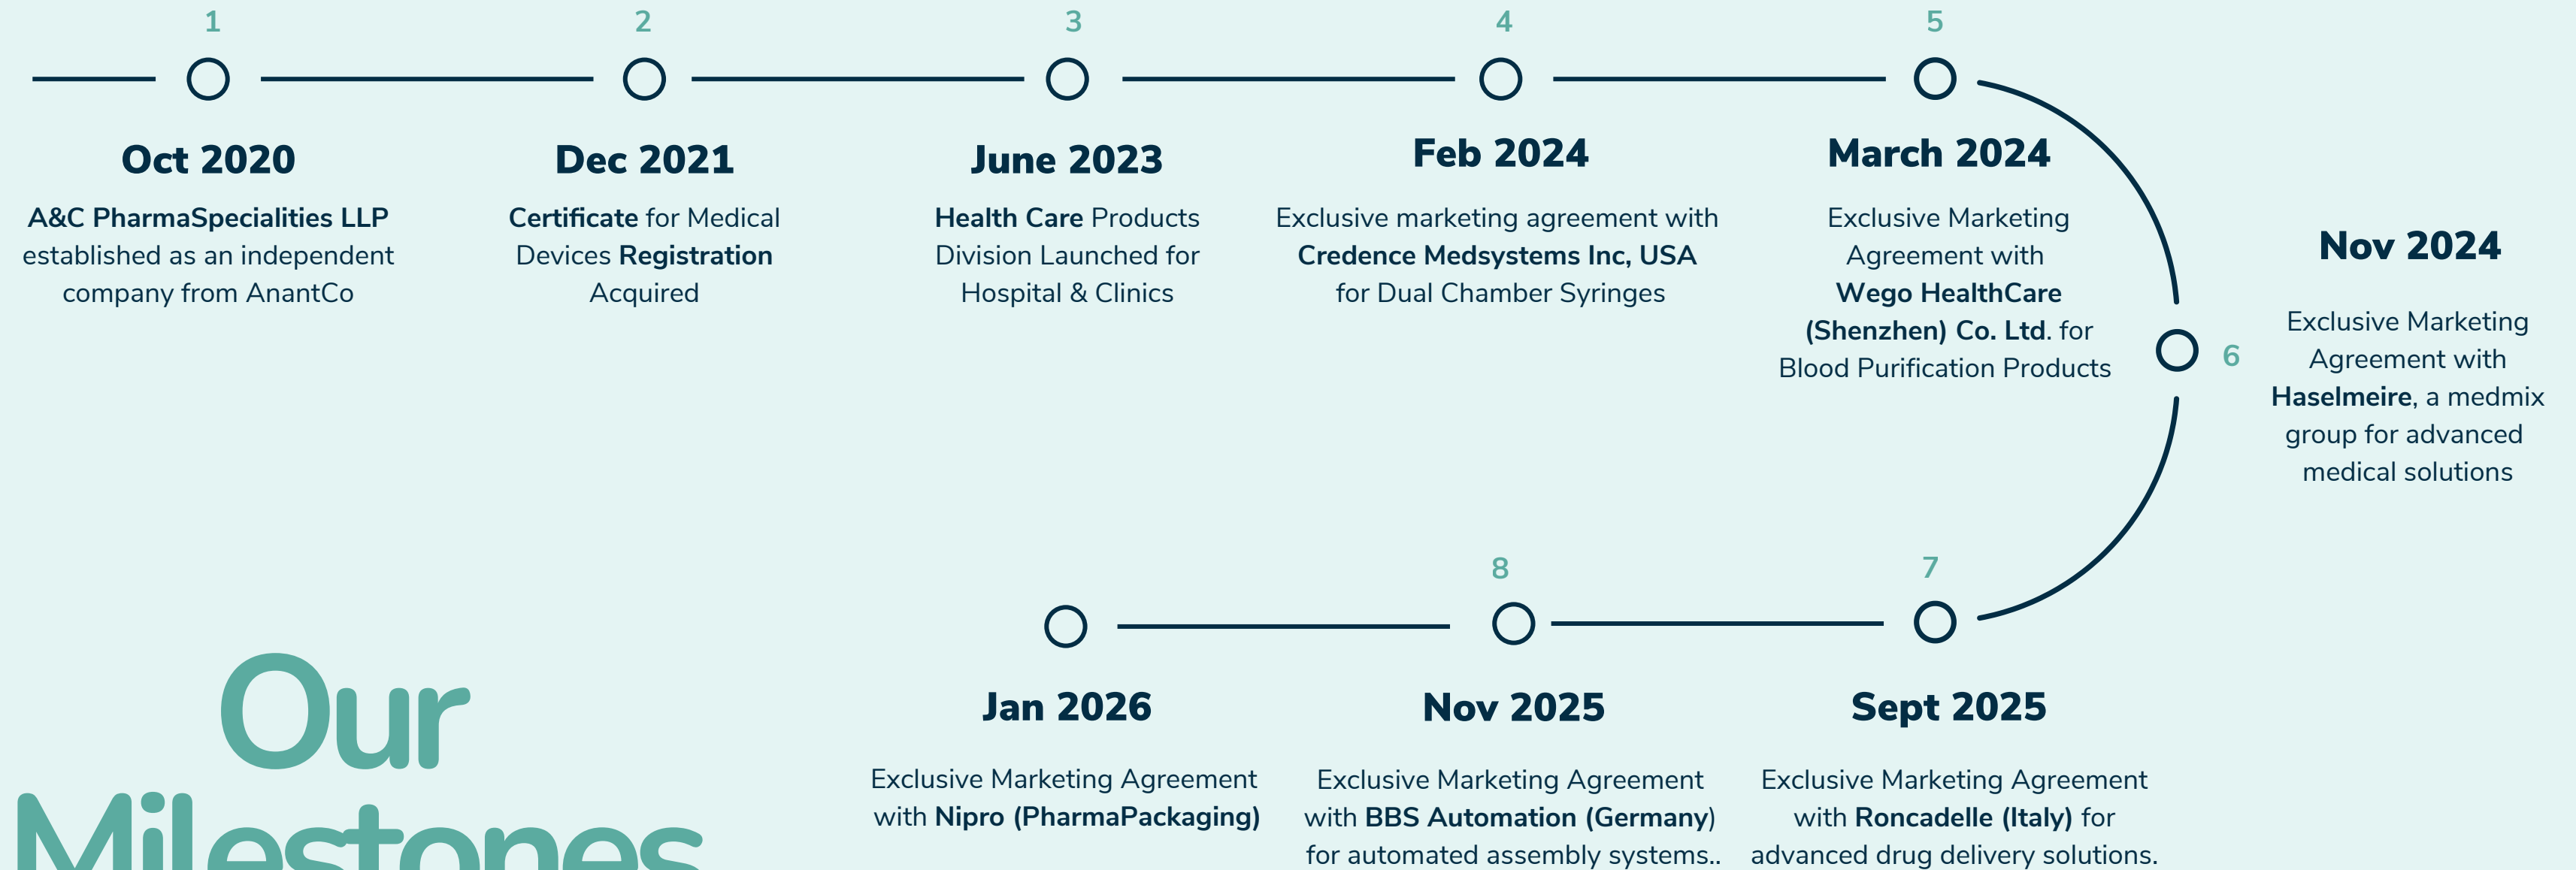 1
Oct 2020
A&C PharmaSpecialities LLP
established as an independent
company from AnantCo
2
Dec 2021
Certificate for Medical
Devices Registration
Acquired
3
June 2023
Health Care Products
Division Launched for
Hospital & Clinics
4
Feb 2024
Exclusive marketing agreement with
Credence Medsystems Inc, USA
for Dual Chamber Syringes
5
March 2024
Exclusive Marketing
Agreement with
Wego HealthCare
(Shenzhen) Co. Ltd. for
Blood Purification Products
6
Nov 2024
Exclusive Marketing
Agreement with
Haselmeire, a medmix
group for advanced
medical solutions
7
Sept 2025
Exclusive Marketing Agreement
with Roncadelle (Italy) for
advanced drug delivery solutions.
8
Nov 2025
Exclusive Marketing Agreement
with BBS Automation (Germany)
for automated assembly systems..
Jan 2026
Exclusive Marketing Agreement
with Nipro (PharmaPackaging)
Our
Milestones